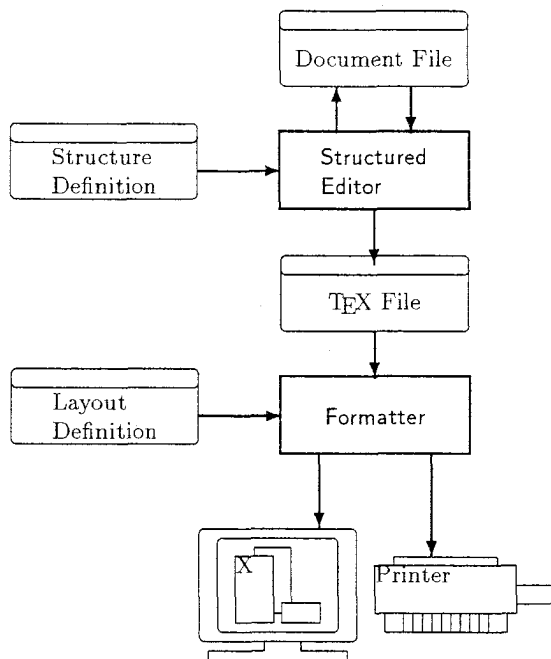 Document File
Structure
Definition
Structured
Editor
TEX File
Layout
Definition
Formatter
X
Printer